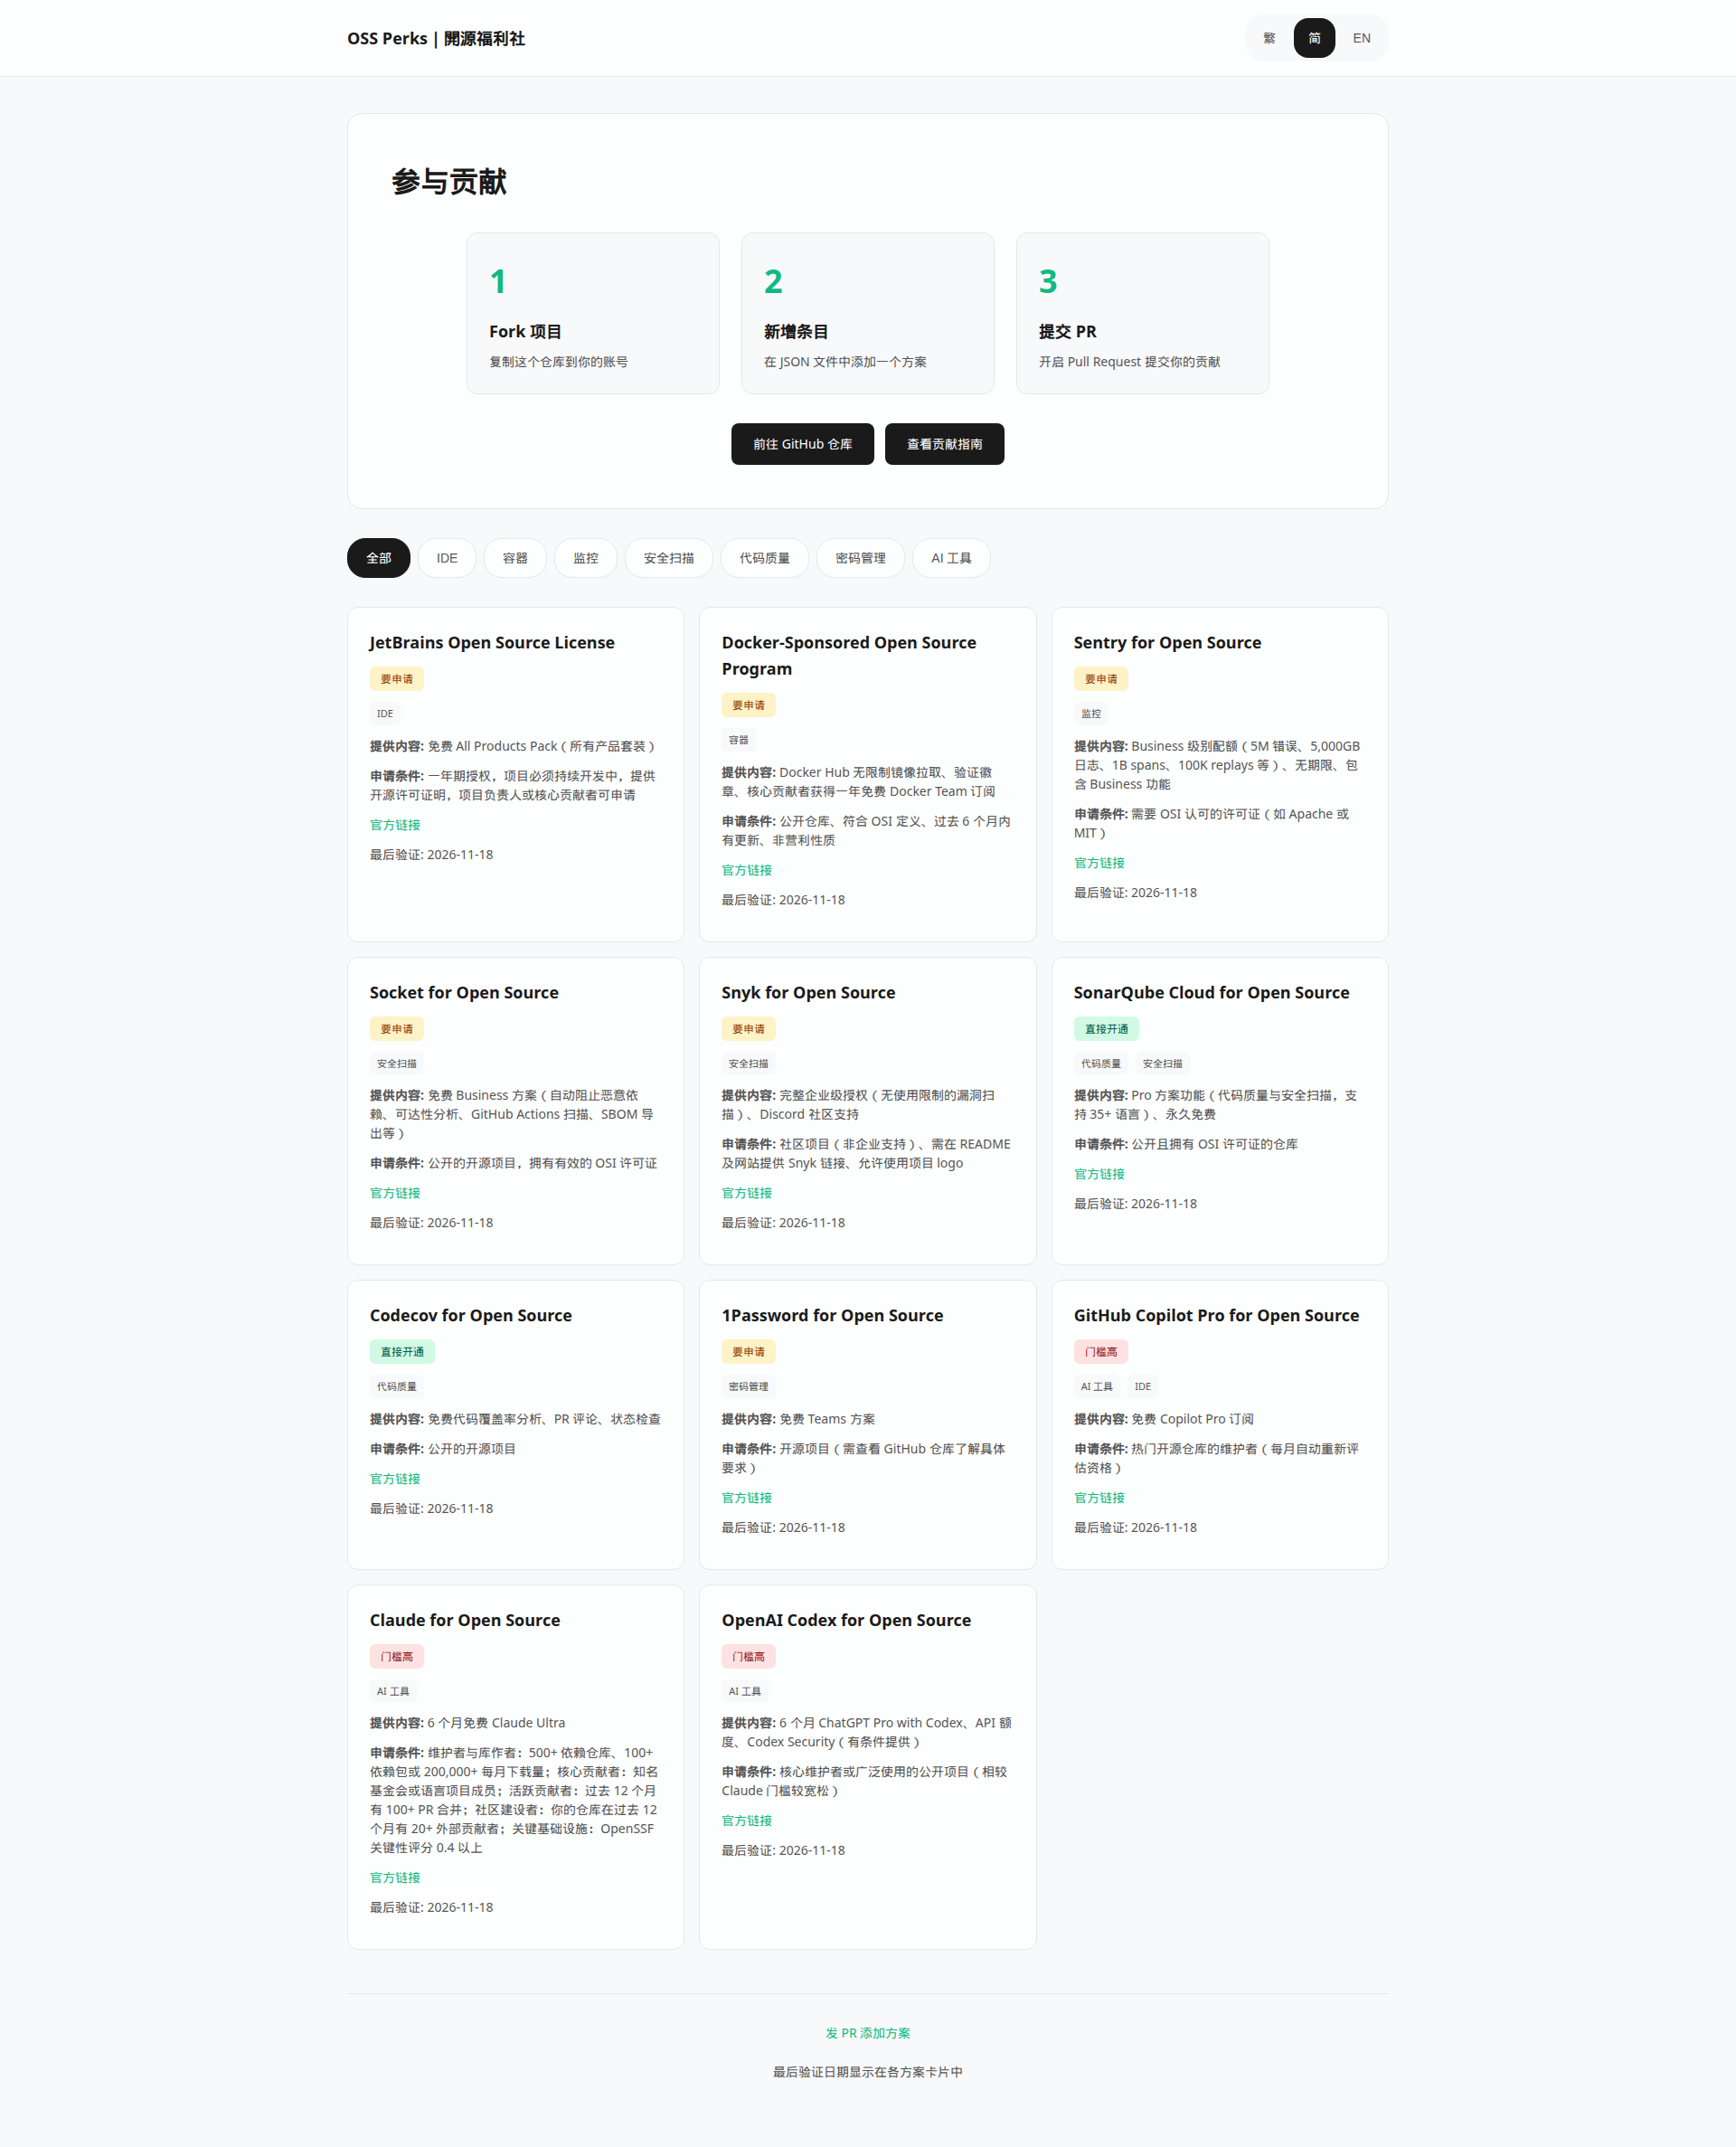 OSS Perks | 開源福利社
繁
简
EN
参与贡献
1
Fork 项目
复制这个仓库到你的账号
2
新增条目
在 JSON 文件中添加一个方案
3
提交 PR
开启 Pull Request 提交你的贡献
前往 GitHub 仓库
查看贡献指南
全部
IDE
容器
监控
安全扫描
代码质量
密码管理
AI 工具
JetBrains Open Source License
要申请
IDE
提供内容: 免费 All Products Pack（所有产品套装）
申请条件: 一年期授权，项目必须持续开发中，提供
开源许可证明，项目负责人或核心贡献者可申请
官方链接
最后验证: 2026-11-18
Docker-Sponsored Open Source
Program
要申请
容器
提供内容: Docker Hub 无限制镜像拉取、验证徽
章、核心贡献者获得一年免费 Docker Team 订阅
申请条件: 公开仓库、符合 OSI 定义、过去 6 个月内
有更新、非营利性质
官方链接
最后验证: 2026-11-18
Sentry for Open Source
要申请
监控
提供内容: Business 级别配额（5M 错误、5,000GB
日志、1B spans、100K replays 等）、无期限、包
含 Business 功能
申请条件: 需要 OSI 认可的许可证（如 Apache 或
MIT）
官方链接
最后验证: 2026-11-18
Socket for Open Source
要申请
安全扫描
提供内容: 免费 Business 方案（自动阻止恶意依
赖、可达性分析、GitHub Actions 扫描、SBOM 导
出等）
申请条件: 公开的开源项目，拥有有效的 OSI 许可证
官方链接
最后验证: 2026-11-18
Snyk for Open Source
要申请
安全扫描
提供内容: 完整企业级授权（无使用限制的漏洞扫
描）、Discord 社区支持
申请条件: 社区项目（非企业支持）、需在 README
及网站提供 Snyk 链接、允许使用项目 logo
官方链接
最后验证: 2026-11-18
SonarQube Cloud for Open Source
直接开通
代码质量
安全扫描
提供内容: Pro 方案功能（代码质量与安全扫描，支
持 35+ 语言）、永久免费
申请条件: 公开且拥有 OSI 许可证的仓库
官方链接
最后验证: 2026-11-18
Codecov for Open Source
直接开通
代码质量
提供内容: 免费代码覆盖率分析、PR 评论、状态检查
申请条件: 公开的开源项目
官方链接
最后验证: 2026-11-18
1Password for Open Source
要申请
密码管理
提供内容: 免费 Teams 方案
申请条件: 开源项目（需查看 GitHub 仓库了解具体
要求）
官方链接
最后验证: 2026-11-18
GitHub Copilot Pro for Open Source
门槛高
AI 工具
IDE
提供内容: 免费 Copilot Pro 订阅
申请条件: 热门开源仓库的维护者（每月自动重新评
估资格）
官方链接
最后验证: 2026-11-18
Claude for Open Source
门槛高
AI 工具
提供内容: 6 个月免费 Claude Ultra
申请条件: 维护者与库作者：500+ 依赖仓库、100+
依赖包或 200,000+ 每月下载量；核心贡献者：知名
基金会或语言项目成员；活跃贡献者：过去 12 个月
有 100+ PR 合并；社区建设者：你的仓库在过去 12
个月有 20+ 外部贡献者；关键基础设施：OpenSSF
关键性评分 0.4 以上
官方链接
最后验证: 2026-11-18
OpenAI Codex for Open Source
门槛高
AI 工具
提供内容: 6 个月 ChatGPT Pro with Codex、API 额
度、Codex Security（有条件提供）
申请条件: 核心维护者或广泛使用的公开项目（相较
Claude 门槛较宽松）
官方链接
最后验证: 2026-11-18
发 PR 添加方案
最后验证日期显示在各方案卡片中